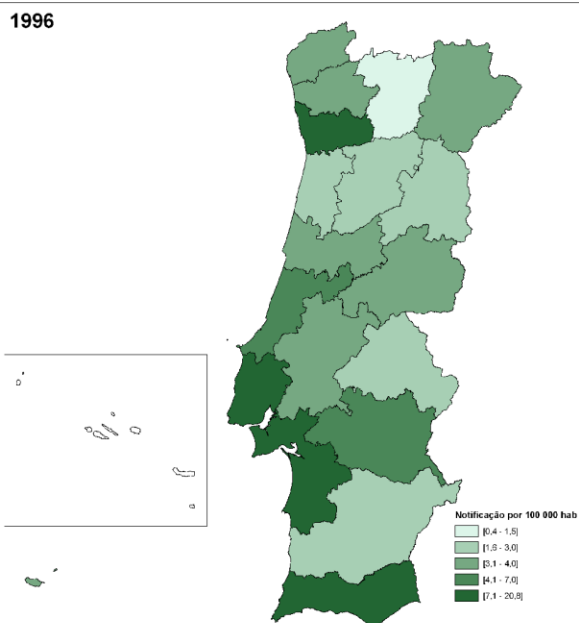 1996
Notificação por 100 000 hab
[0,4 - 1,5]
[1,6 - 3,0]
[3,1 - 4,0]
[4,1 - 7,0]
[7,1 - 20,8]